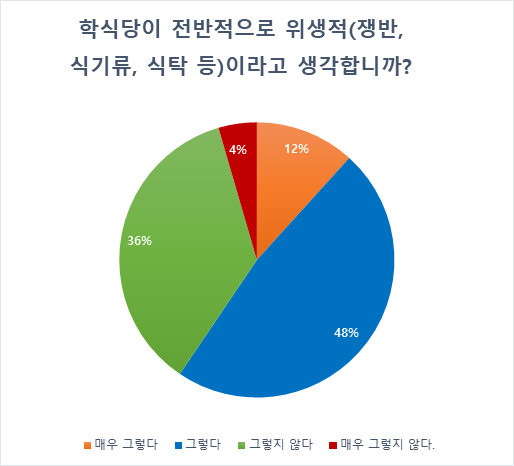 학식당이 전반적으로 위생적(쟁반,
식기류, 식탁 등)이라고 생각합니까?
12%
4%
36%
48%
매우 그렇다 그렇다 그렇지 않다 매우 그렇지 않다.